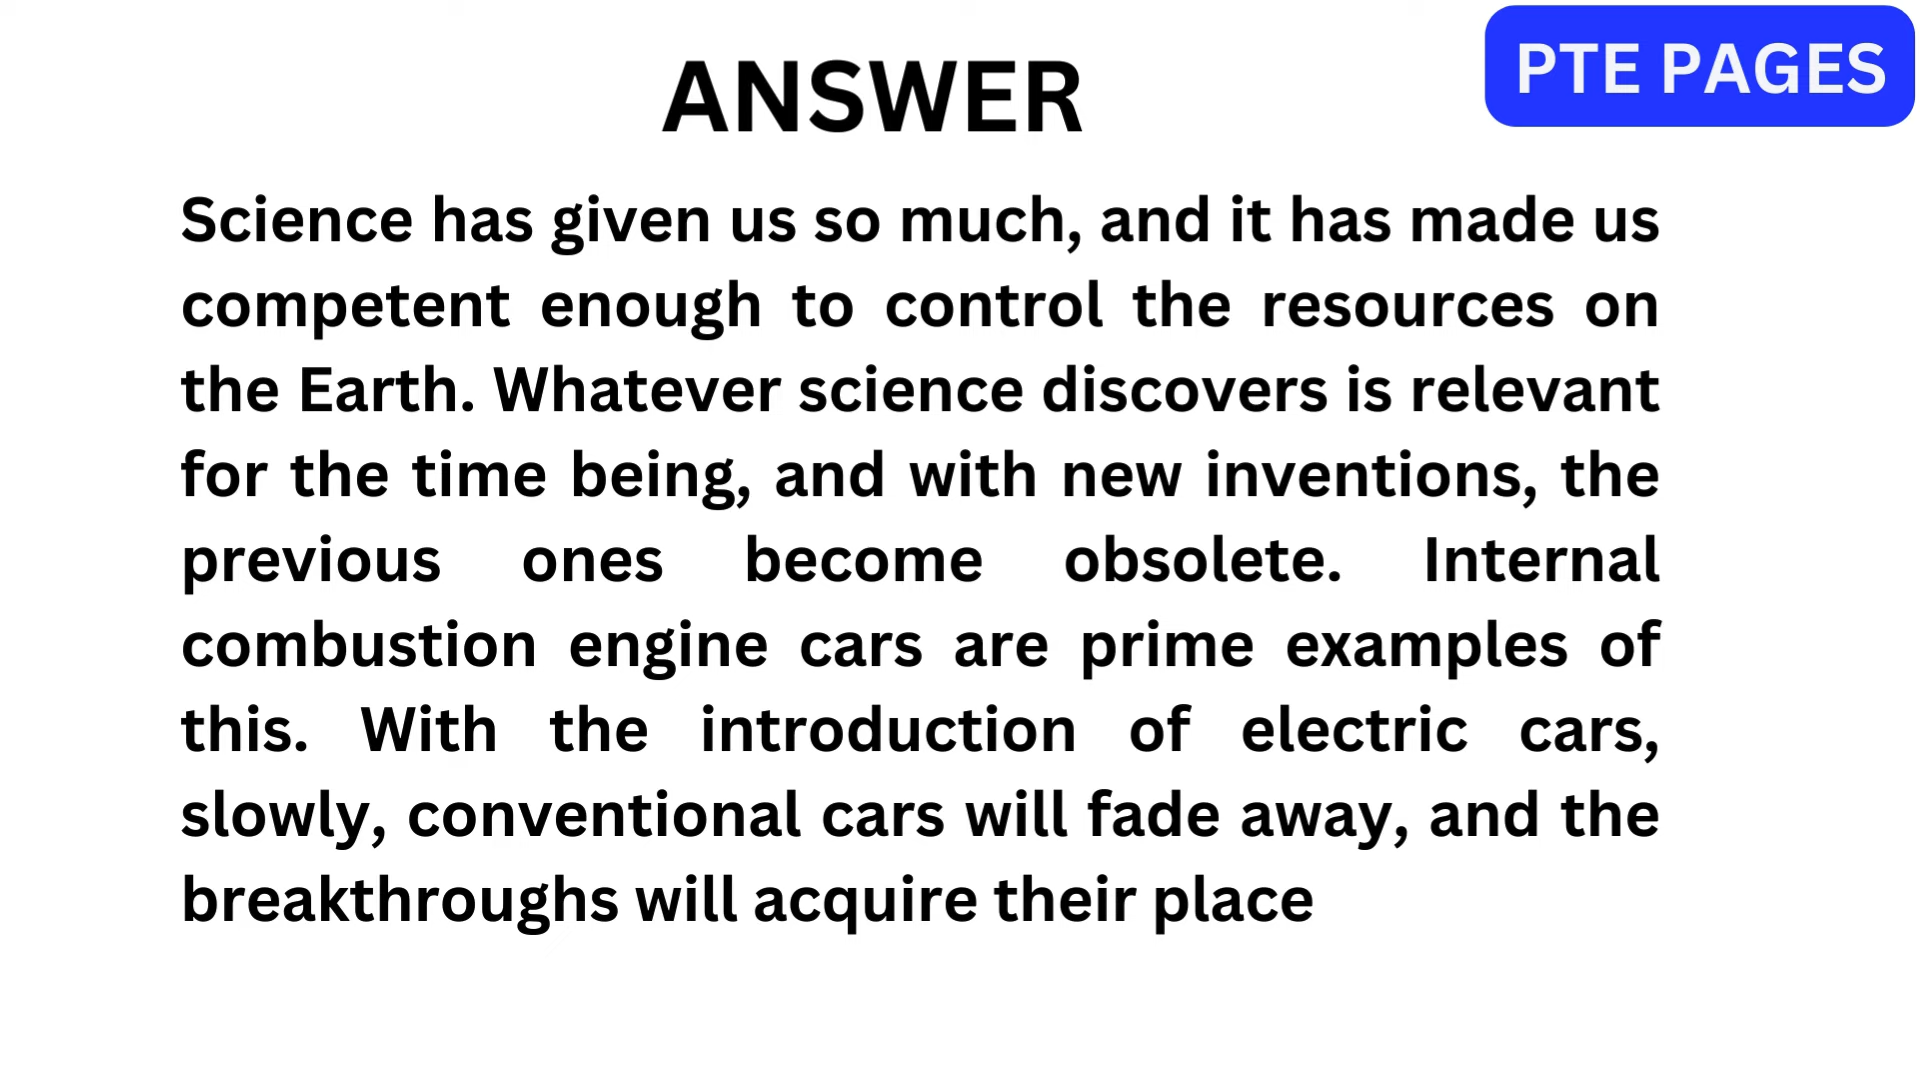 PTE PAGES
ANSWER
Science has given us so much, and it has made us
competent enough to control the resources on
the Earth. Whatever science discovers is relevant
for the time being, and with new inventions, the
previous ones become obsolete. Internal
combustion engine cars are prime examples of
this. With the introduction of electric cars,
slowly, conventional cars will fade away, and the
breakthroughs will acquire their place